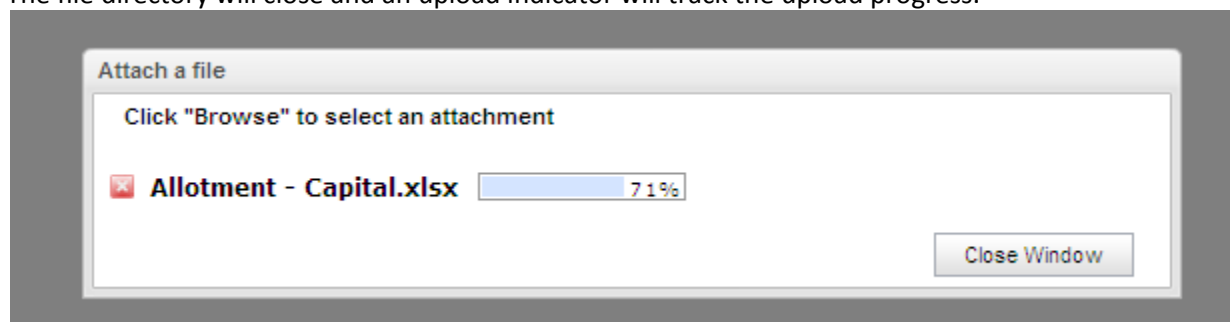 The file directory will close and an upload indicator will track the upload progress.
Attach a file
Click "Browse" to select an attachment
Allotment - Capital.xlsx 71%
Close Window